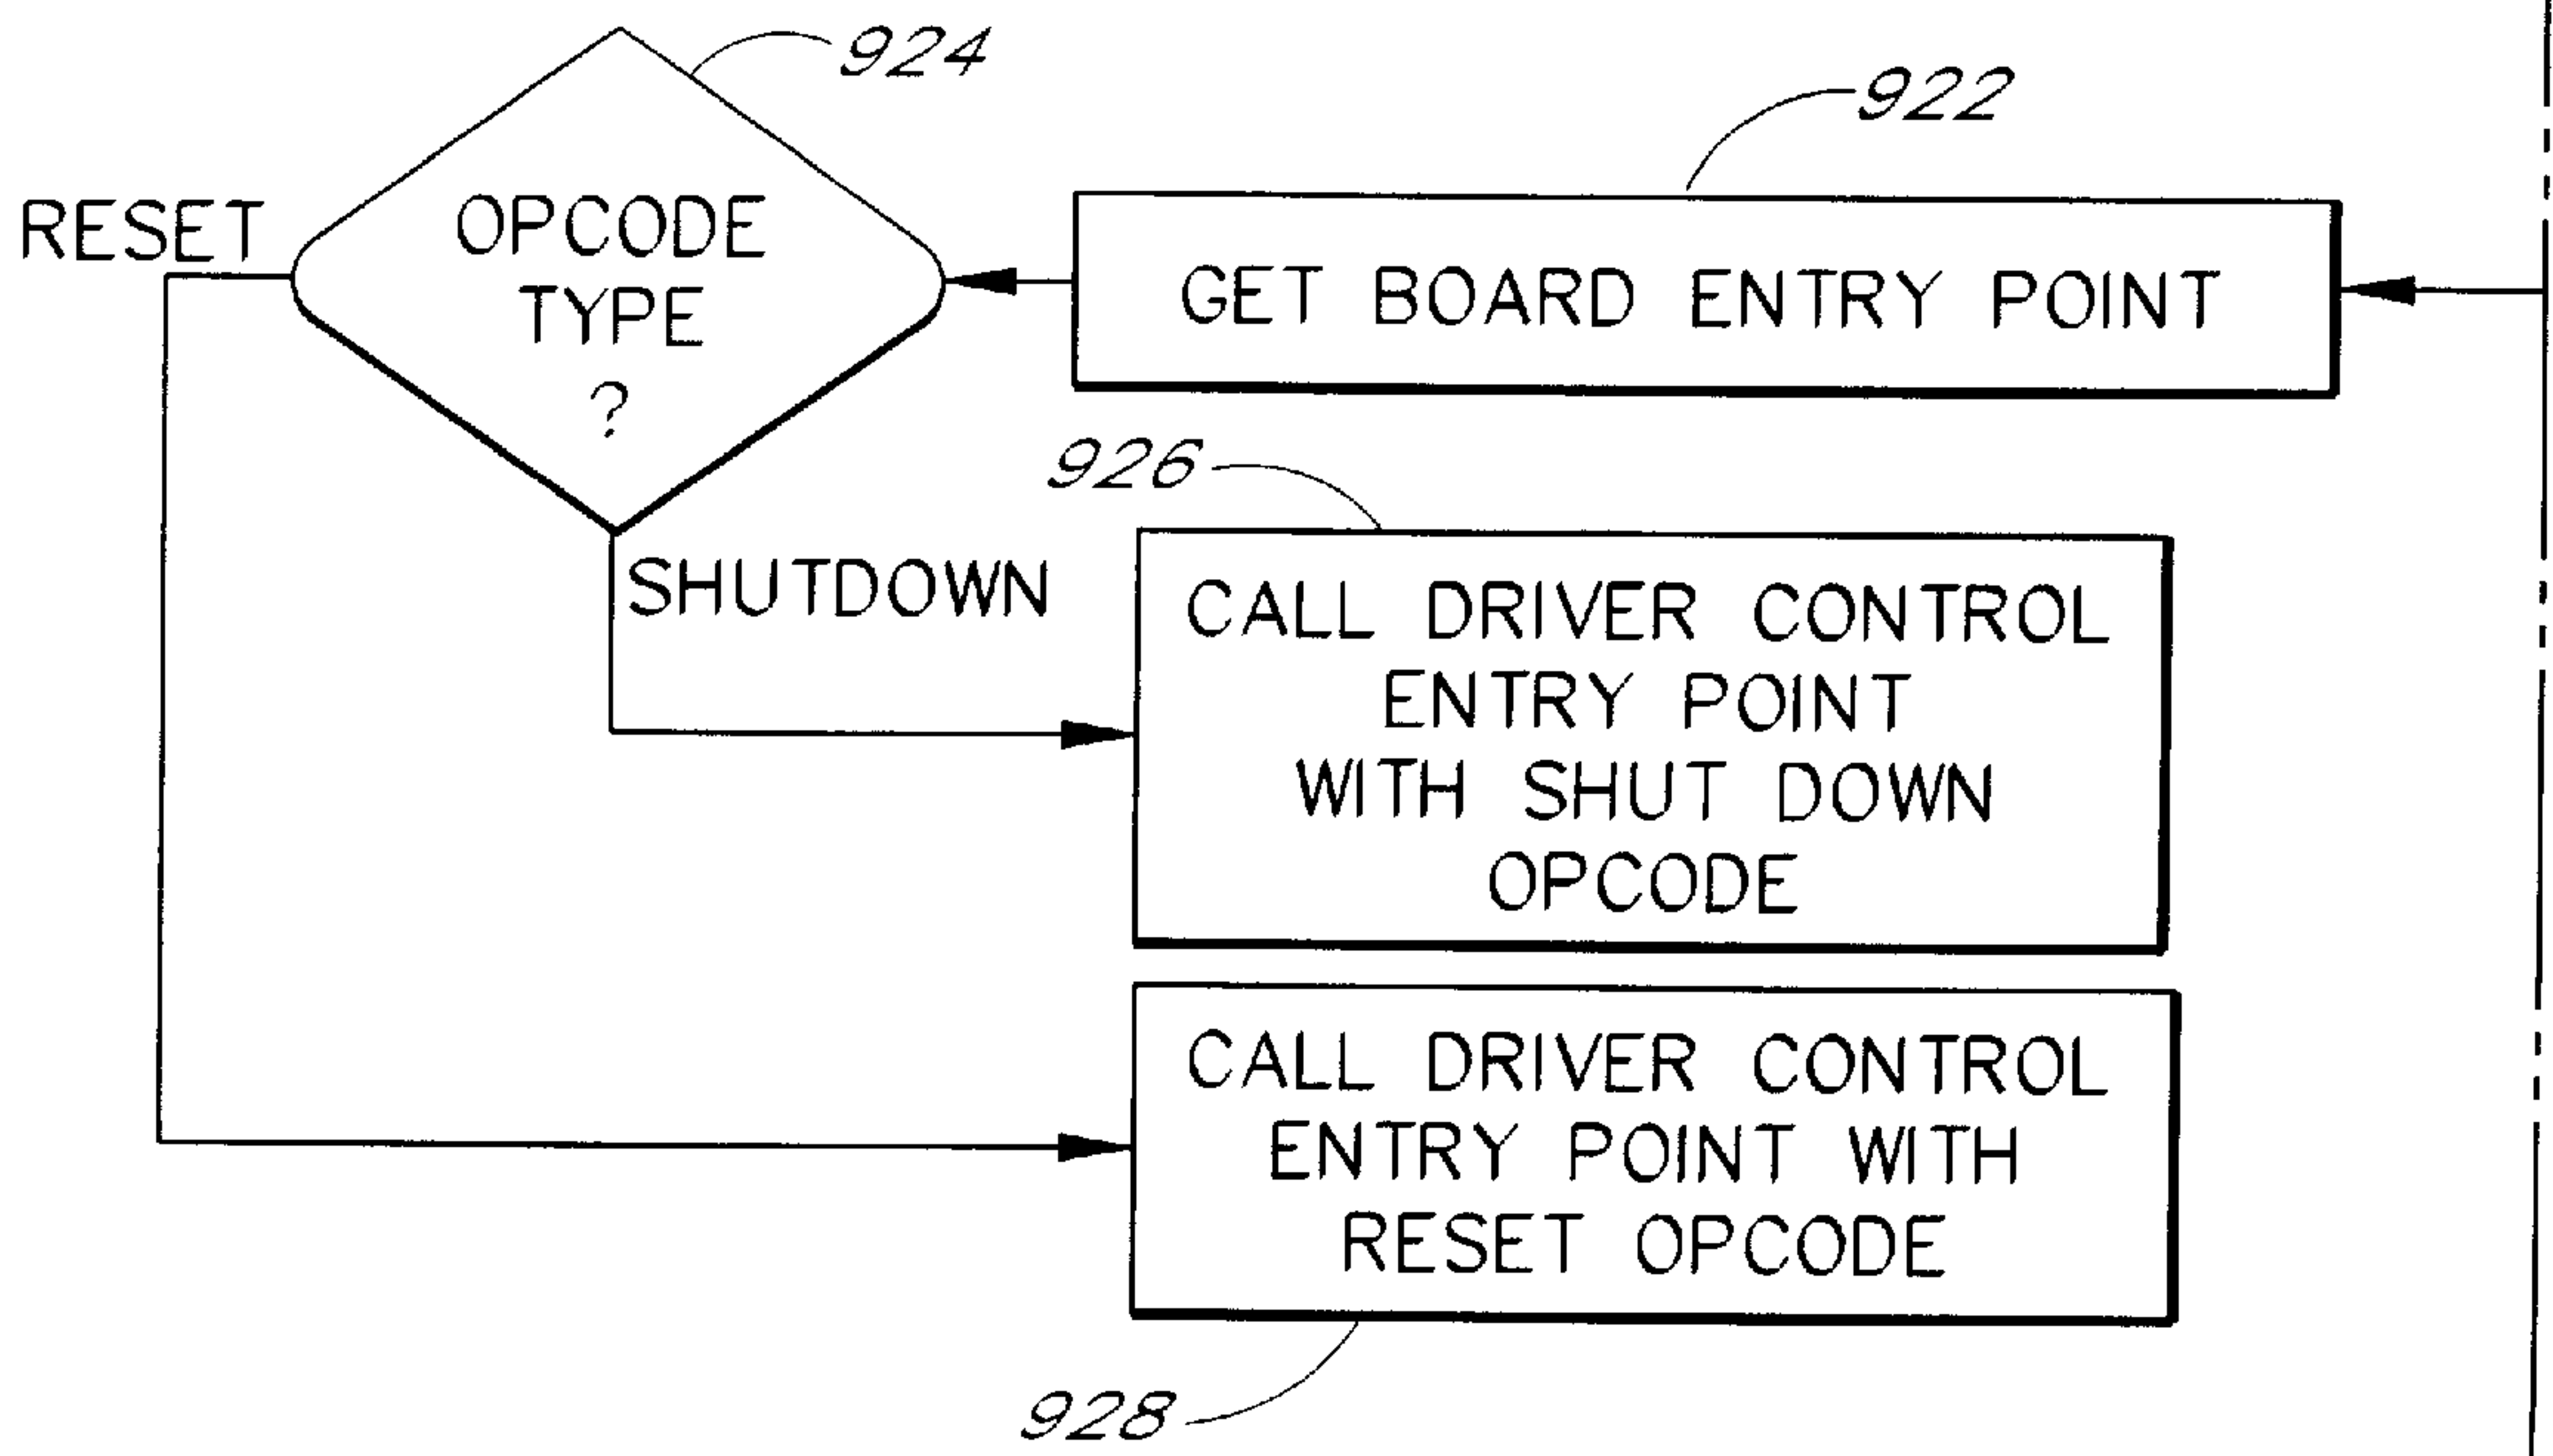 924
922
RESET
OPCODE
TYPE
?
GET BOARD ENTRY POINT
926
SHUTDOWN
CALL DRIVER CONTROL
ENTRY POINT
WITH SHUT DOWN
OPCODE
CALL DRIVER CONTROL
ENTRY POINT WITH
RESET OPCODE
928